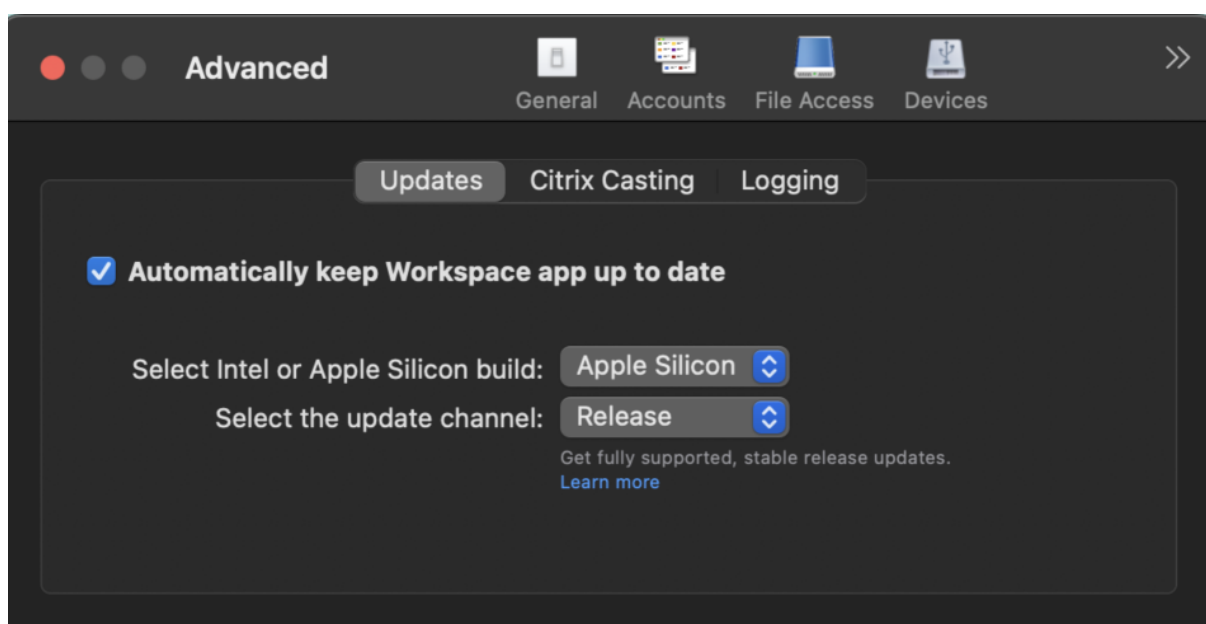 Advanced
General Accounts File Access Devices
Updates Citrix Casting Logging
Automatically keep Workspace app up to date
Select Intel or Apple Silicon build: Apple Silicon
Select the update channel: Release
Get fully supported, stable release updates.
Learn more